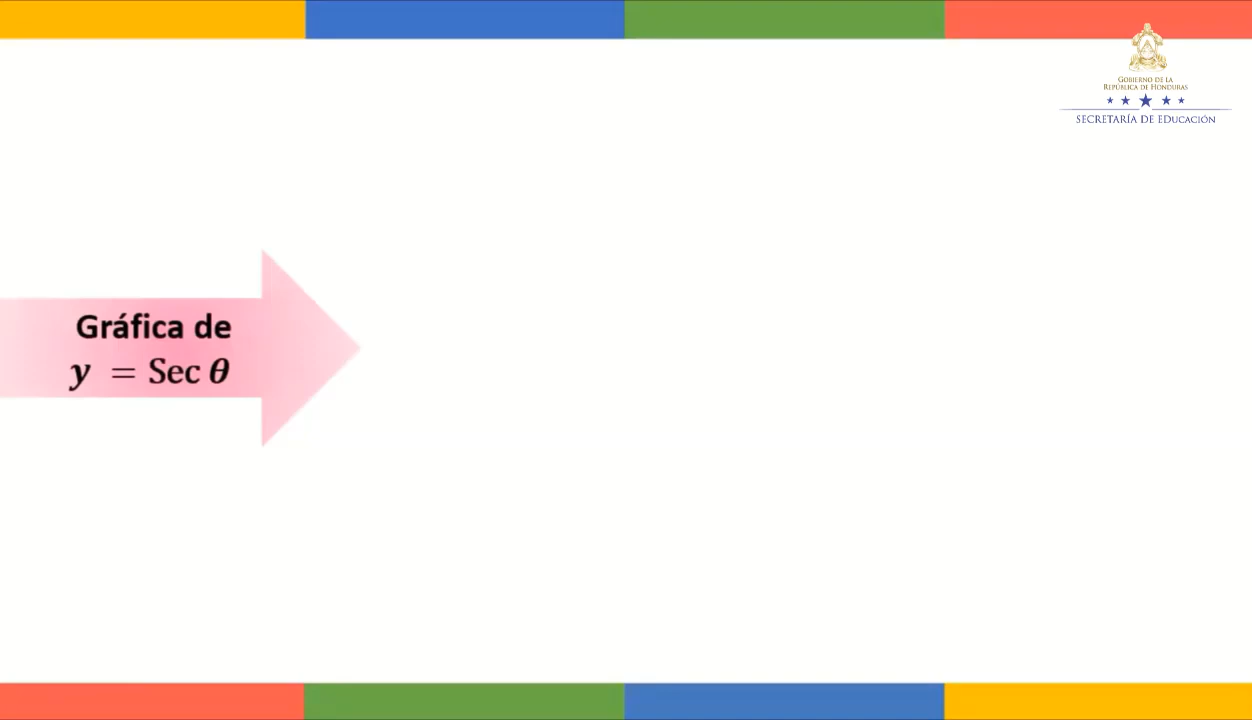 GOBIERNO DE LA
REPÚBLICA DE HONDURAS
SECRETARÍA DE EDUCACIÓN
Gráfica de
y = Sec θ